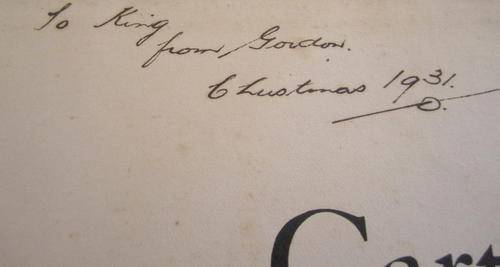 To King
from Gordon.
Christmas 1931.
Cart